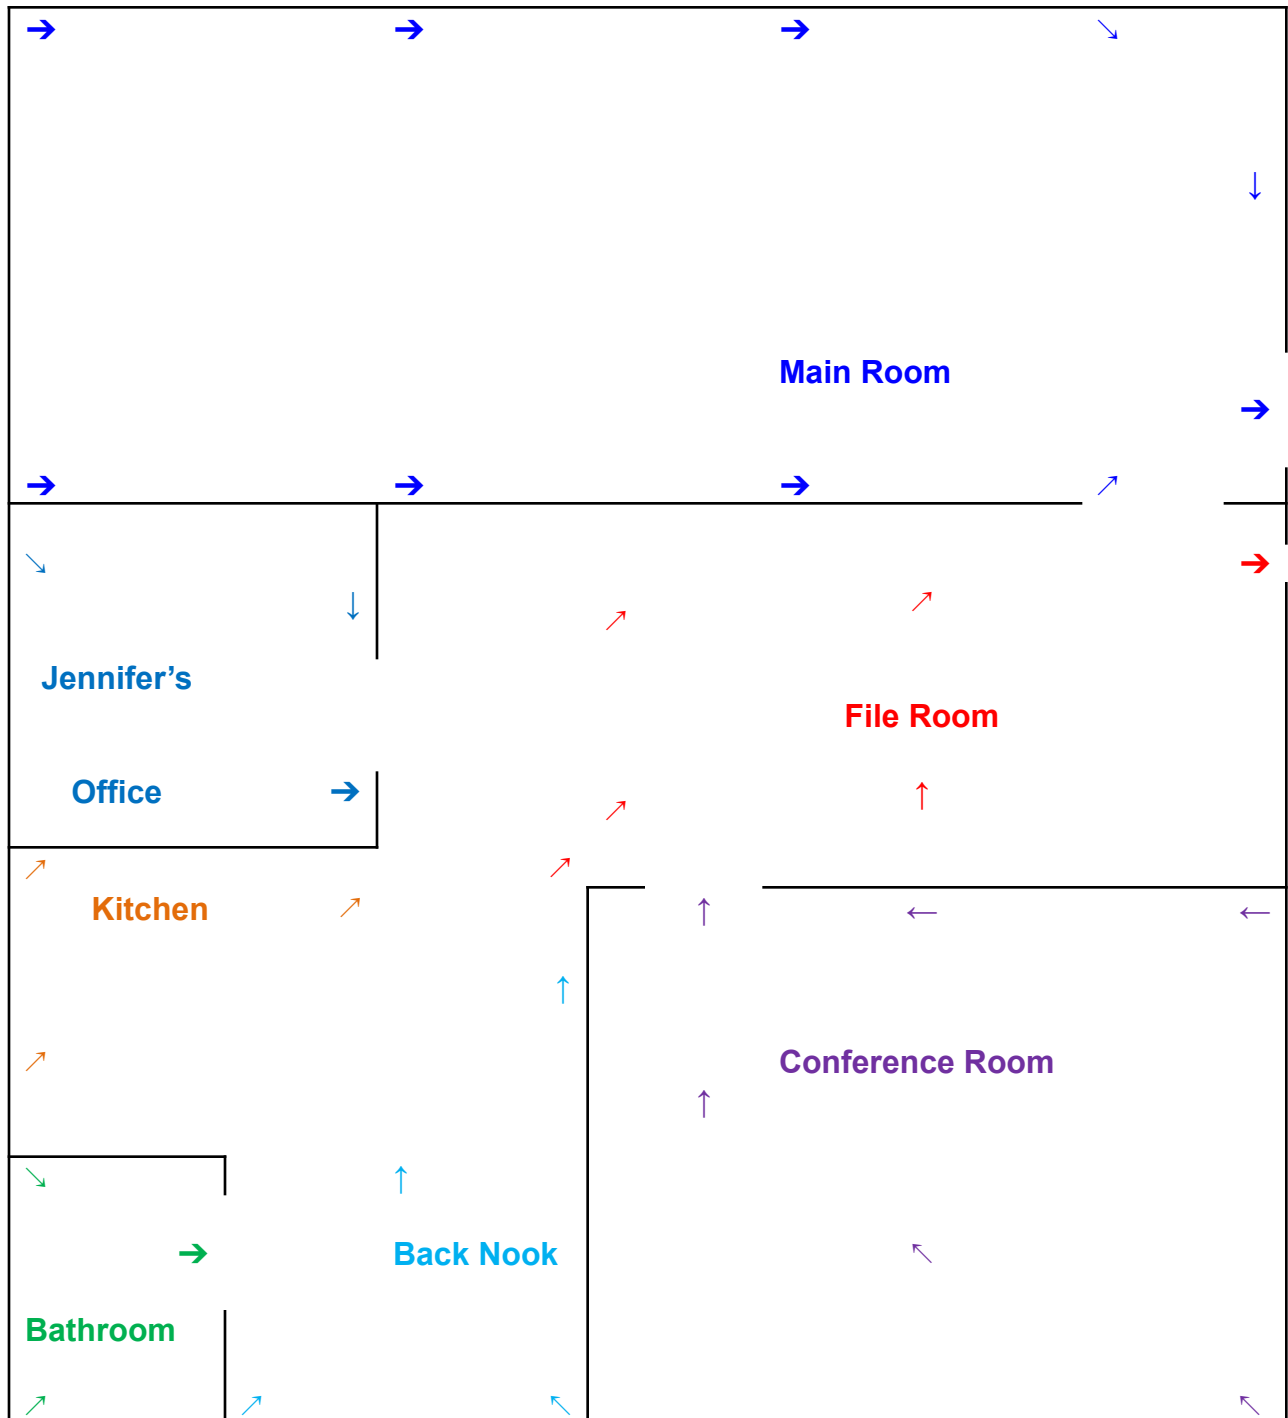 Main Room
Jennifer’s
Office
File Room
Kitchen
Conference Room
Back Nook
Bathroom